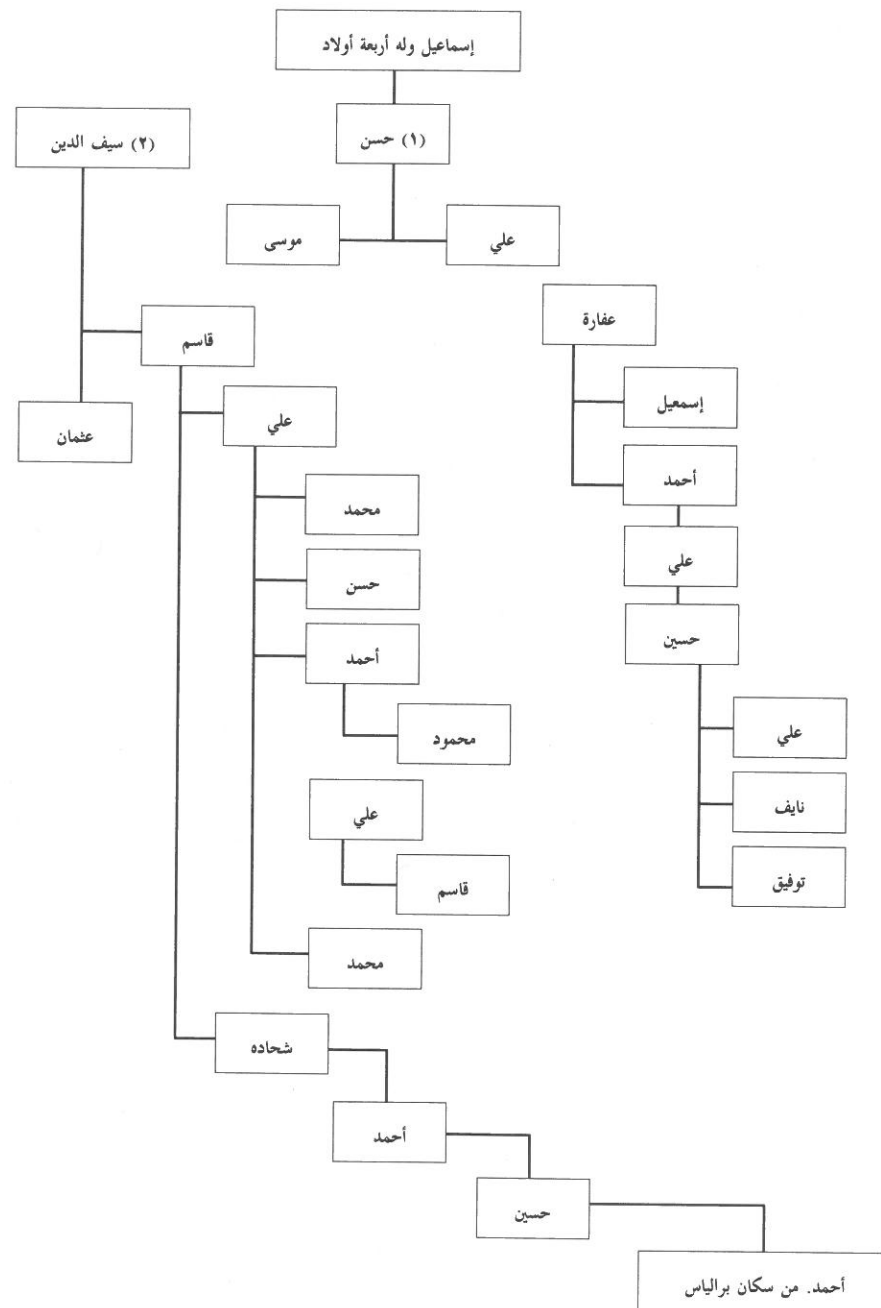 إسماعيل وله أربعة أولاد
(١) حسن
(٢) سيف الدين
علي
موسى
عفارة
قاسم
إسمعيل
علي
عثمان
أحمد
محمد
علي
حسن
حسين
أحمد
علي
محمود
نايف
علي
توفيق
قاسم
محمد
شحاده
أحمد
حسين
أحمد. من سكان برالياس